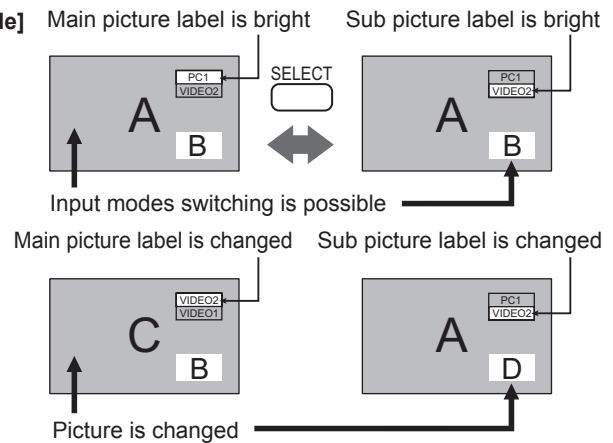 le] Main picture label is bright Sub picture label is bright
PC1
VIDEO2
A
B
SELECT
PC1
VIDEO2
A
B
Input modes switching is possible
Main picture label is changed Sub picture label is changed
VIDEO2
VIDEO1
C
B
PC1
VIDEO2
A
D
Picture is changed